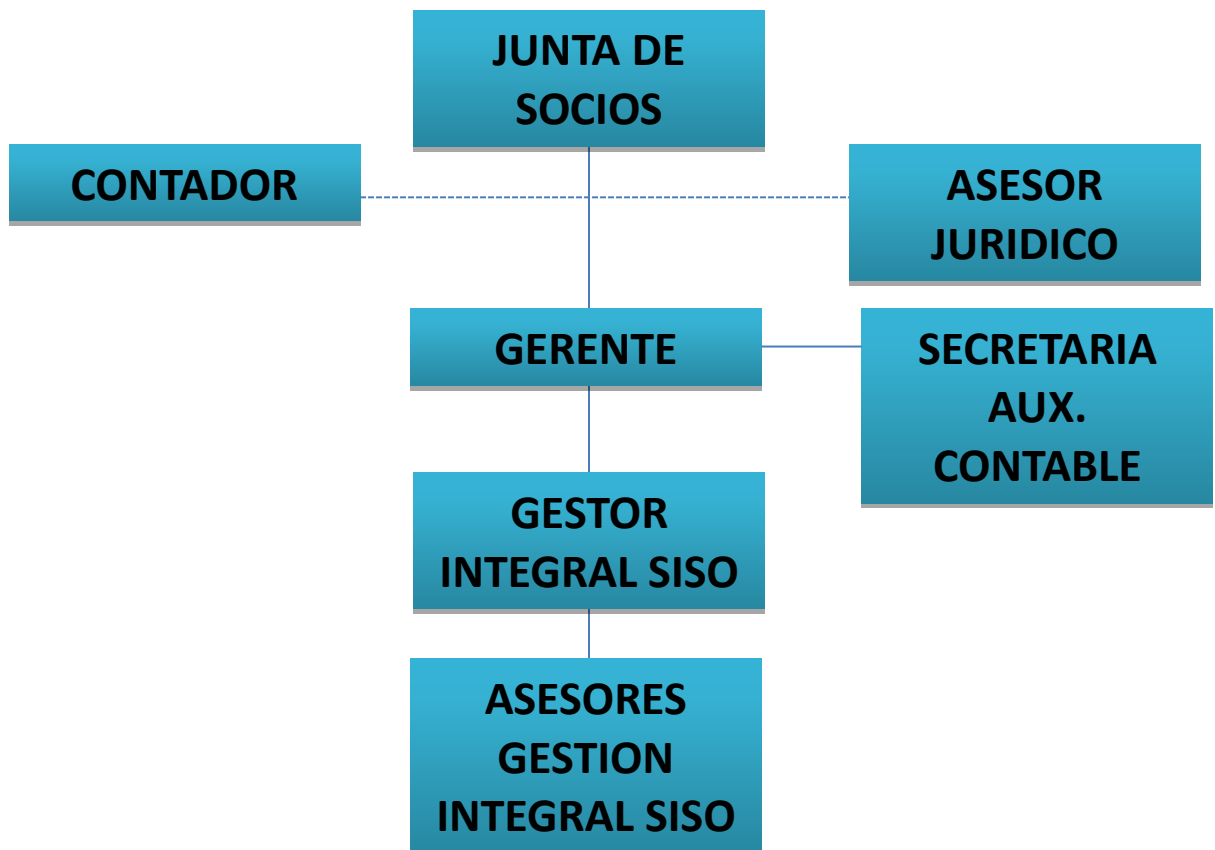 JUNTA DE
SOCIOS
CONTADOR
ASESOR
JURIDICO
GERENTE
SECRETARIA
AUX.
CONTABLE
GESTOR
INTEGRAL SISO
ASESORES
GESTION
INTEGRAL SISO